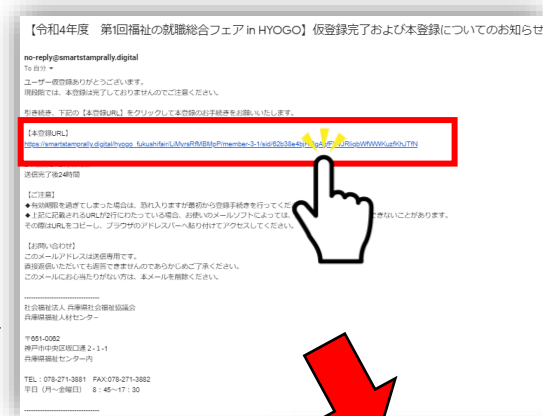 【令和4年度　第1回福祉の就職総合フェア in HYOGO】仮登録完了および本登録についてのお知らせ
no-reply@smartstamprally.digital
To 自分
ユーザー仮登録ありがとうございます。
現段階では、本登録は完了しておりませんのでご注意ください。
引き続き、下記の【本登録URL】をクリックして本登録のお手続きをお願いいたします。
【本登録URL】
https://smartstamprally.digital/hyogo_fukushifair/
送信完了後24時間
【ご注意】
◆有効期限を過ぎてしまった場合は、恐れ入りますが最初から登録手続きを行ってくだ
◆上記に記載されるURLが2行にわたっている場合、お使いのメールソフトによっては、 できないことがあります。
その際はURLをコピーし、ブラウザのアドレスバーへ貼り付けてアクセスしてください。
【お問い合わせ】
このメールアドレスは送信専用です。
直接返信いただいても返答できませんのであらかじめご了承ください。
このメールにお心当たりがない方は、本メールを削除ください。
--------------------------------
社会福祉法人 兵庫県社会福祉協議会
兵庫県福祉人材センター
〒651-0062
神戸市中央区坂口通2-1-1
兵庫県福祉センター内
TEL：078-271-3881　FAX:078-271-3882
平日（月～金曜日）　8：45～17：30
--------------------------------